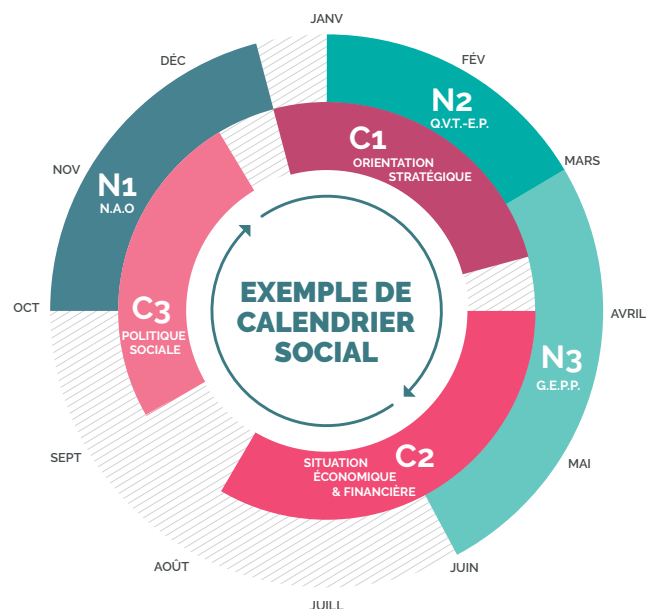 JANV
FÉV
MARS
AVRIL
MAI
JUIN
JUILL
AOÛT
SEPT
OCT
NOV
DÉC
N2
Q.V.T.-E.P.
C1
ORIENTATION
STRATÉGIQUE
N1
N.A.O
C3
POLITIQUE
SOCIALE
EXEMPLE DE
CALENDRIER
SOCIAL
N3
G.E.P.P.
C2
SITUATION
ÉCONOMIQUE
& FINANCIÈRE